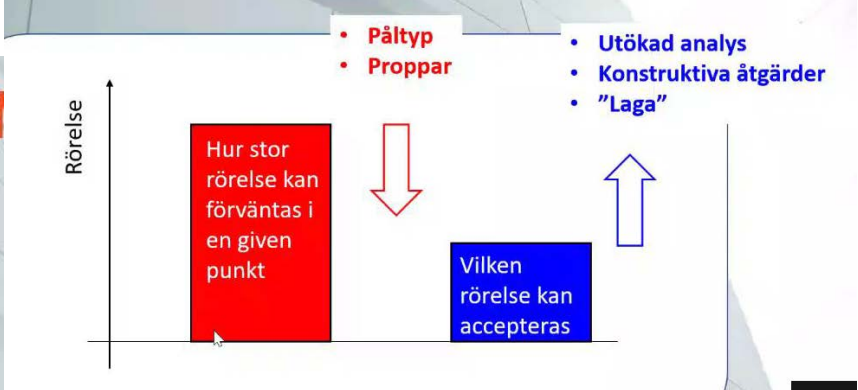 • Påltyp
• Proppar
• Utökad analys
• Konstruktiva åtgärder
• ”Laga”
Rörelse
Hur stor
rörelse kan
förväntas i
en given
punkt
Vilken
rörelse kan
accepteras